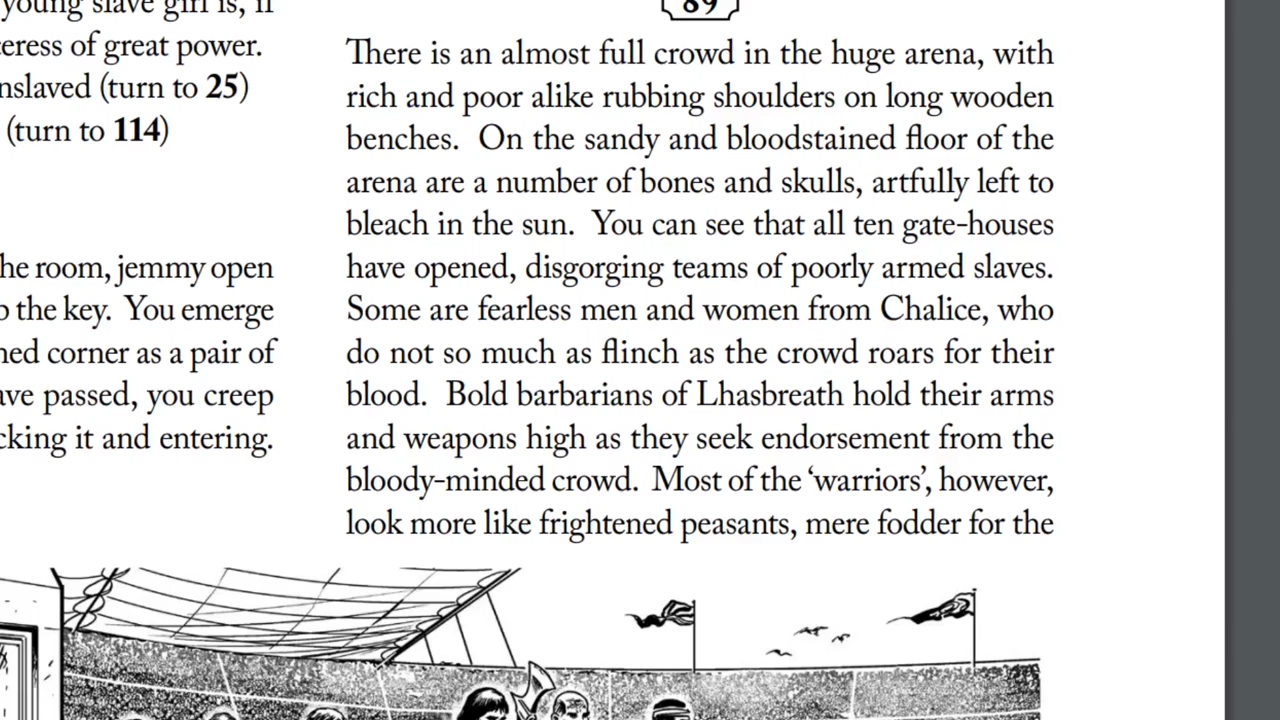 young slave girl is, if
eress of great power.
nslaved (turn to 25)
(turn to 114)
he room, jemmy open
the key.  You emerge
ned corner as a pair of
ave passed, you creep
cking it and entering.
89
There is an almost full crowd in the huge arena, with
rich and poor alike rubbing shoulders on long wooden
benches.  On the sandy and bloodstained floor of the
arena are a number of bones and skulls, artfully left to
bleach in the sun.  You can see that all ten gate-houses
have opened, disgorging teams of poorly armed slaves.
Some are fearless men and women from Chalice, who
do not so much as flinch as the crowd roars for their
blood.  Bold barbarians of Lhasbreath hold their arms
and weapons high as they seek endorsement from the
bloody-minded crowd.  Most of the ‘warriors’, however,
look more like frightened peasants, mere fodder for the